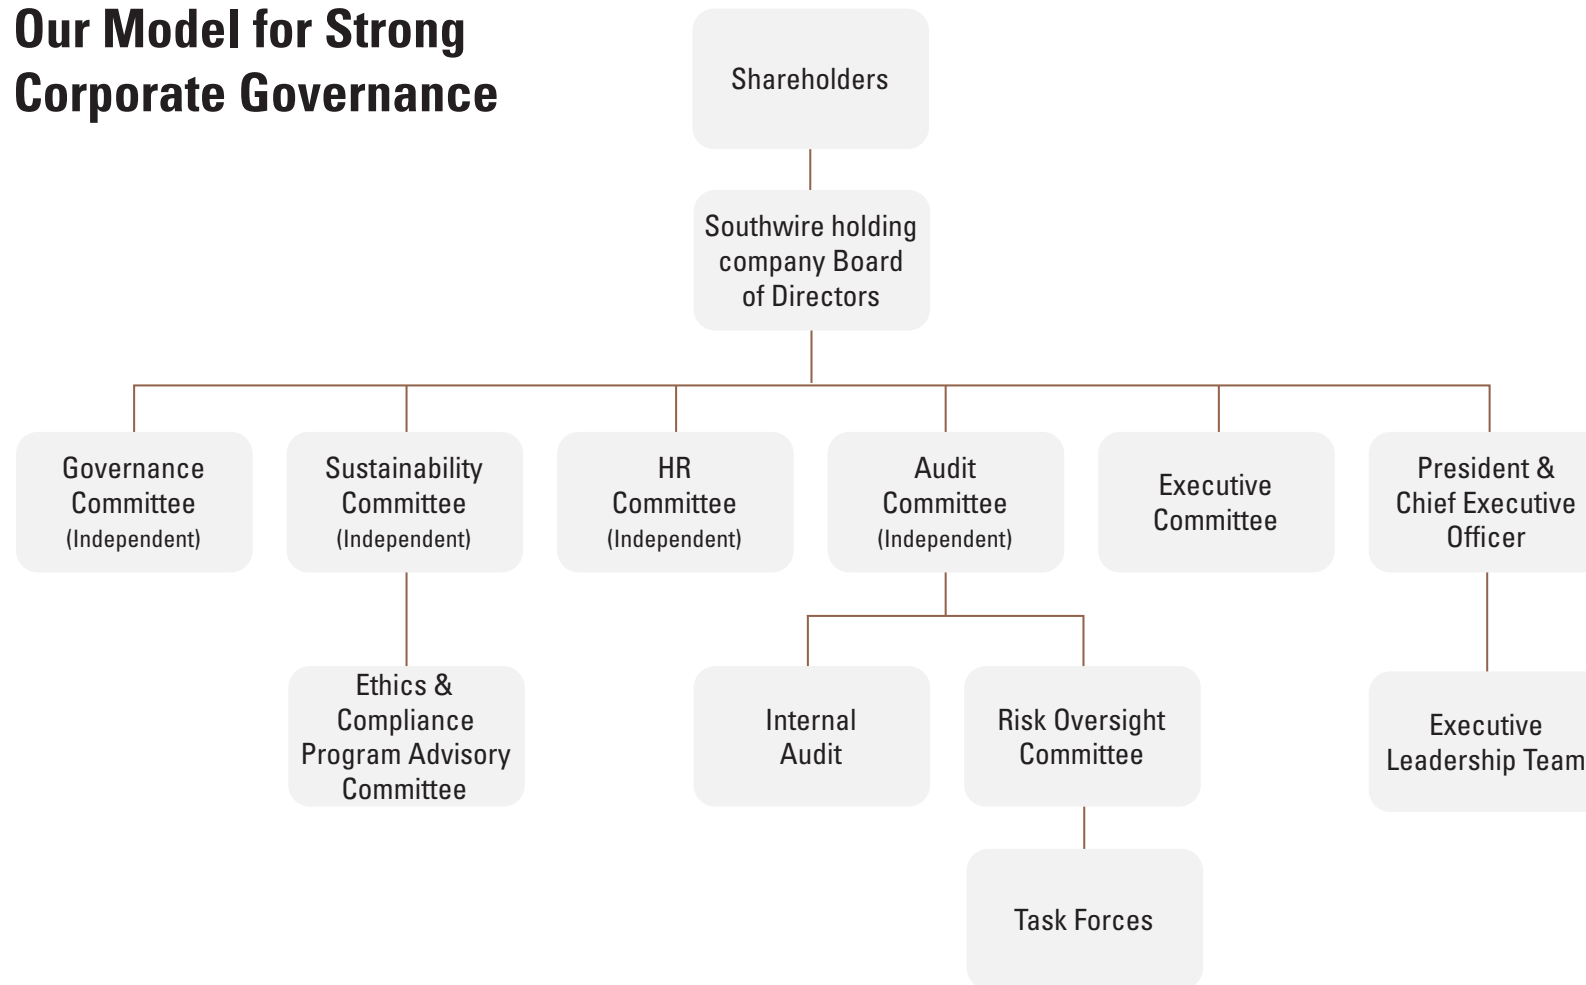 Our Model for Strong
Corporate Governance
Shareholders
Southwire holding
company Board
of Directors
Governance
Committee
(Independent)
Sustainability
Committee
(Independent)
HR
Committee
(Independent)
Audit
Committee
(Independent)
Executive
Committee
President &
Chief Executive
Officer
Ethics &
Compliance
Program Advisory
Committee
Internal
Audit
Risk Oversight
Committee
Executive
Leadership Team
Task Forces